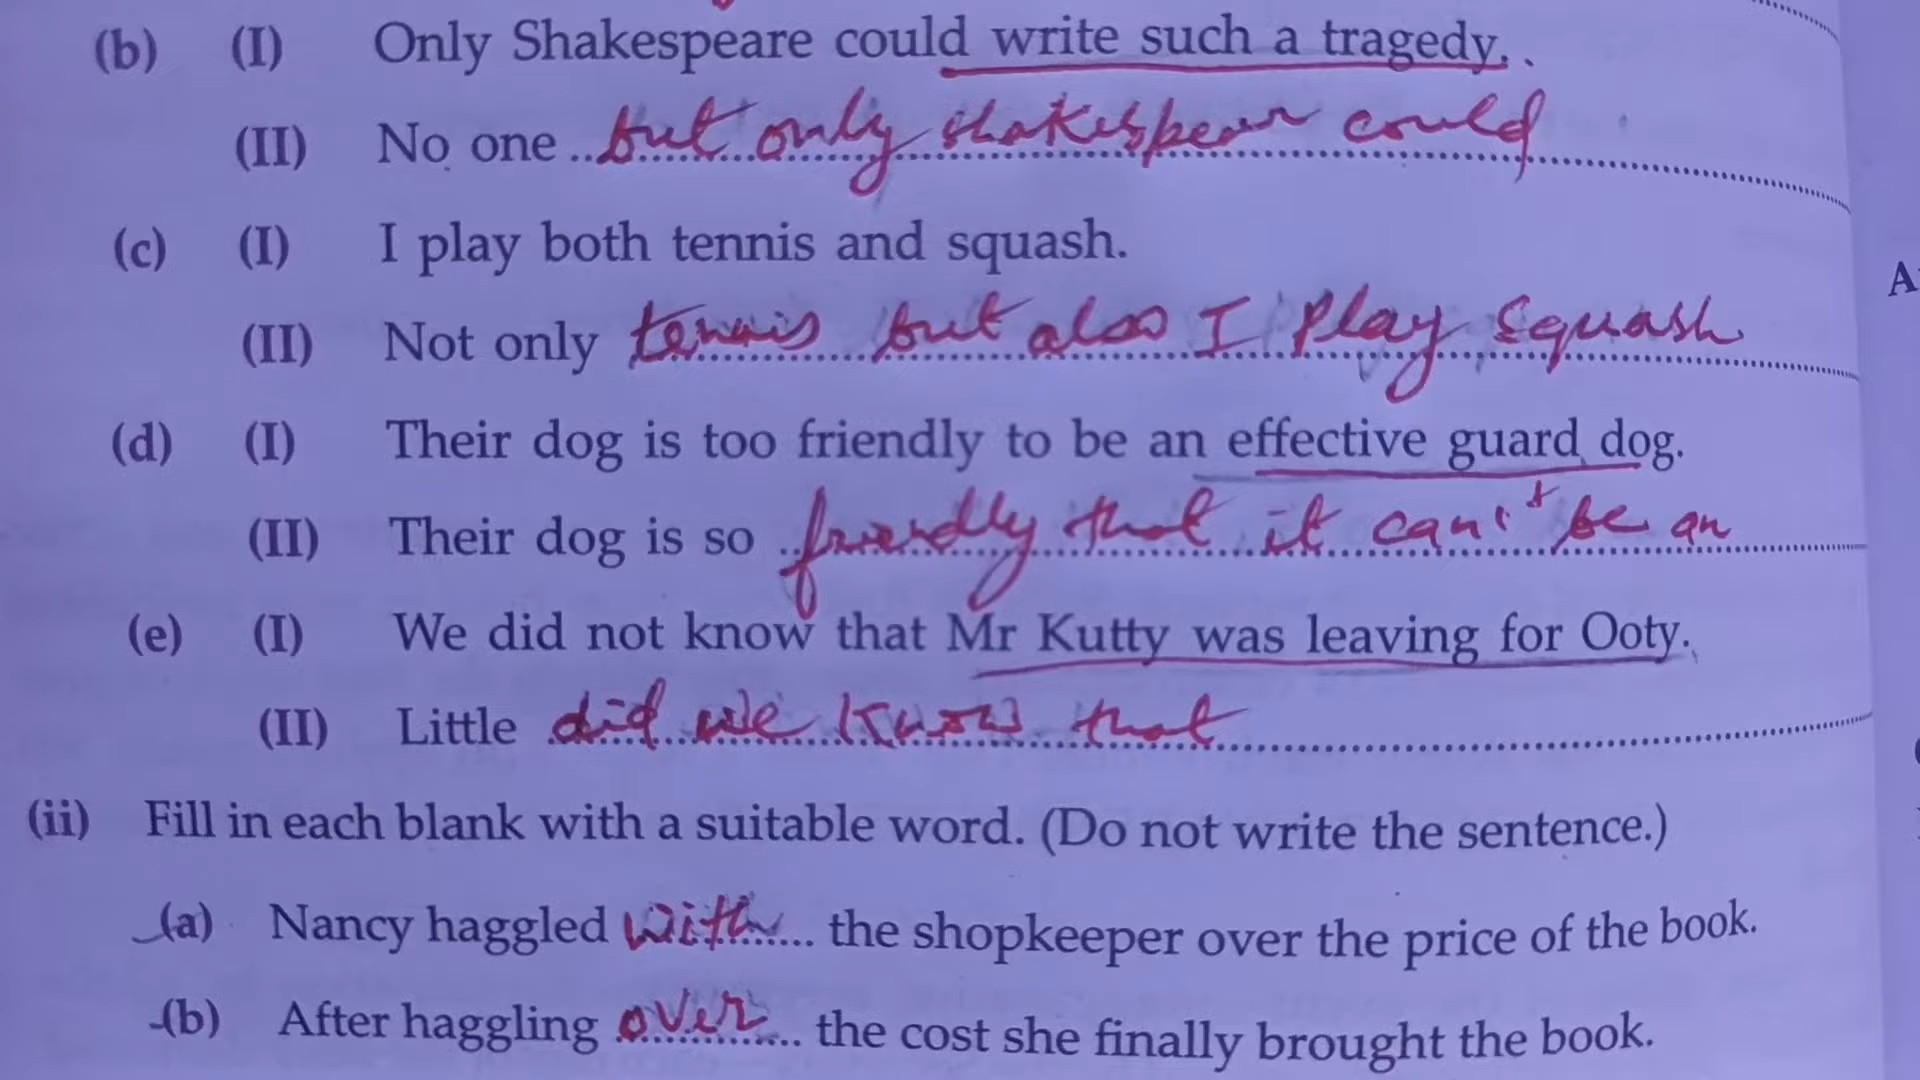 (b) (I) Only Shakespeare could write such a tragedy.
(II) No one but only shakespear could
(c) (I) I play both tennis and squash.
(II) Not only tennis but also I play squash
(d) (I) Their dog is too friendly to be an effective guard dog.
(II) Their dog is so friendly that it can't be an
(e) (I) We did not know that Mr Kutty was leaving for Ooty.
(II) Little did we know that
(ii) Fill in each blank with a suitable word. (Do not write the sentence.)
(a) Nancy haggled with the shopkeeper over the price of the book.
(b) After haggling over the cost she finally brought the book.
A